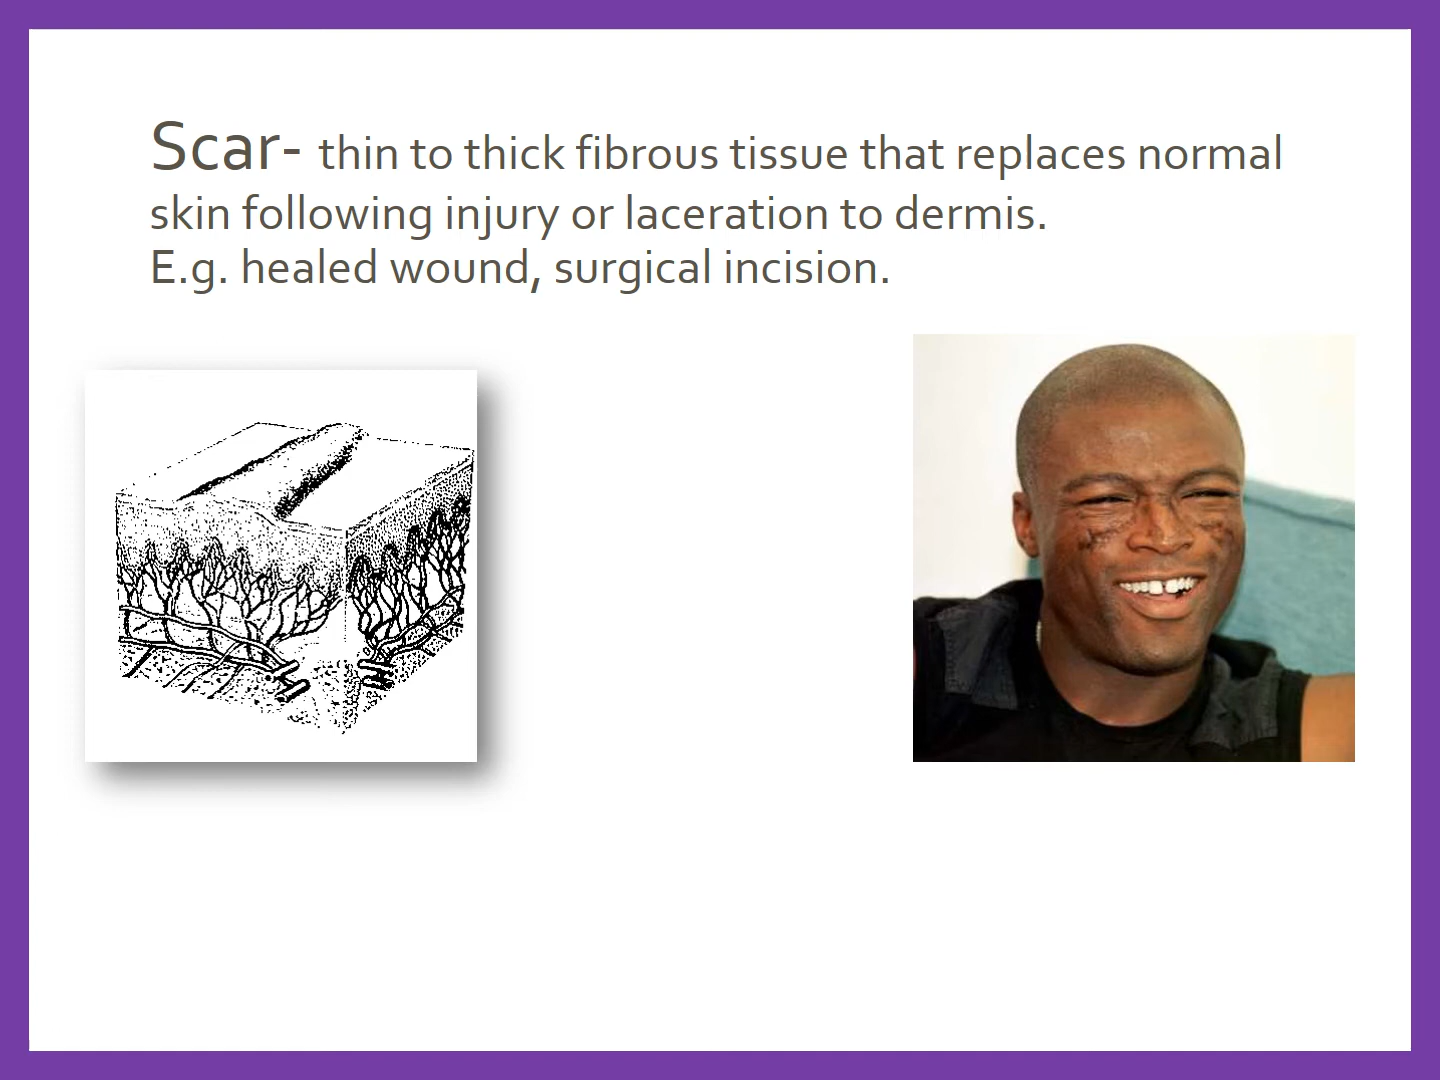 Scar- thin to thick fibrous tissue that replaces normal
skin following injury or laceration to dermis.
E.g. healed wound, surgical incision.